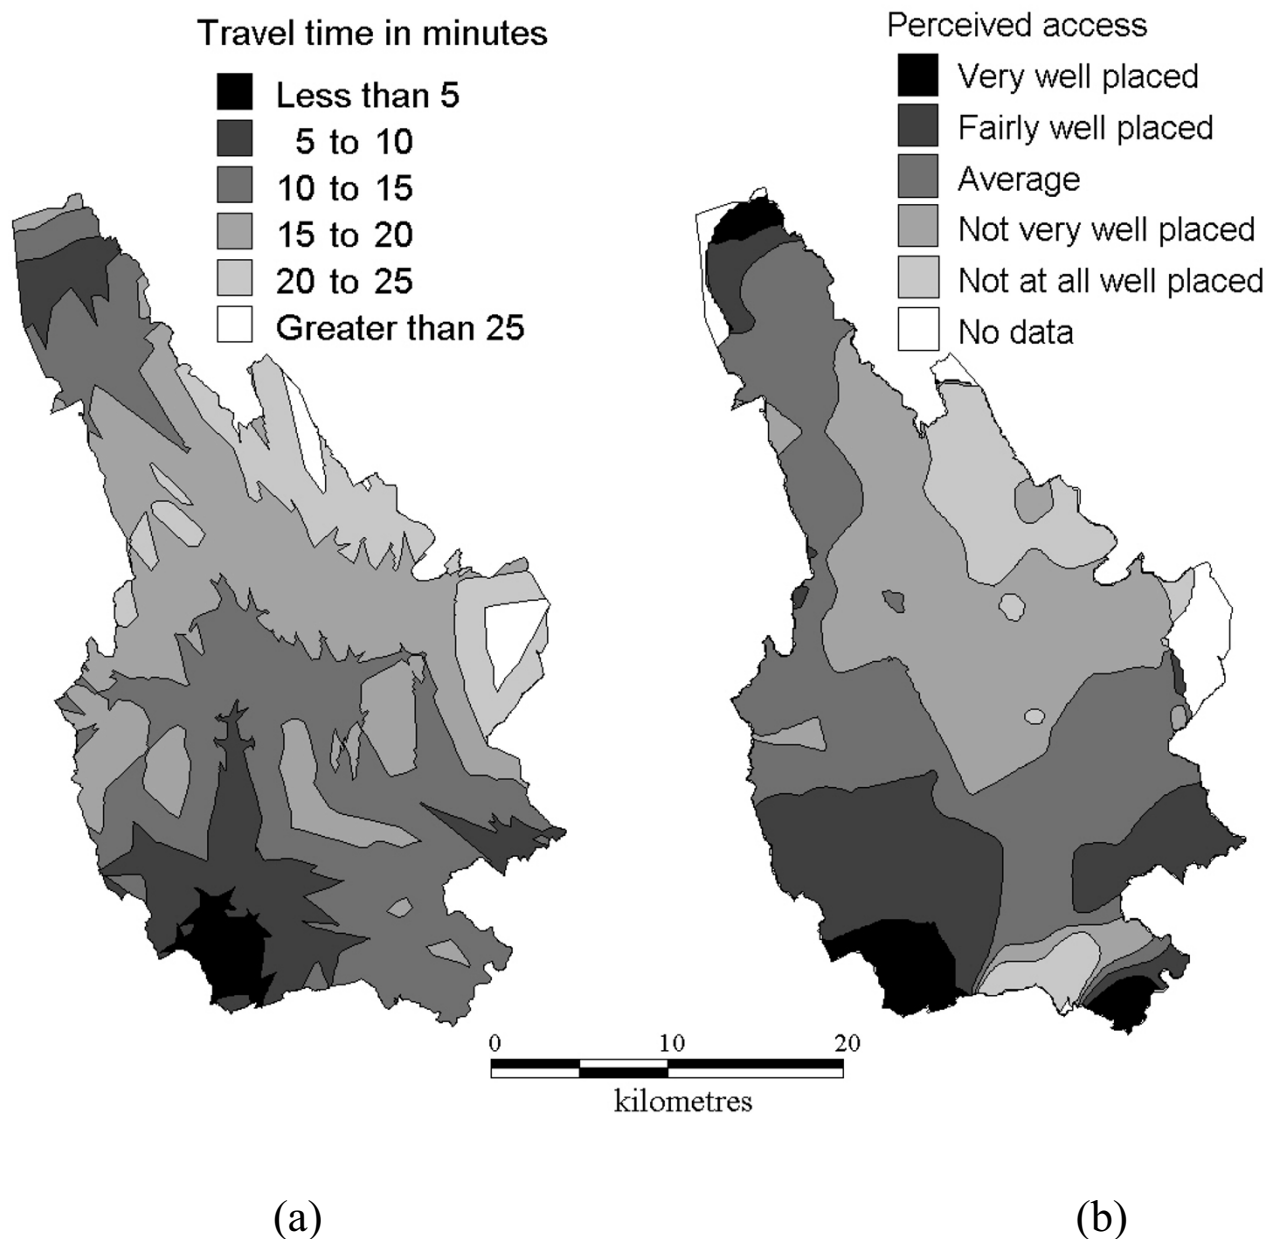 Travel time in minutes
Less than 5
5 to 10
10 to 15
15 to 20
20 to 25
Greater than 25
Perceived access
Very well placed
Fairly well placed
Average
Not very well placed
Not at all well placed
No data
0 10 20
kilometres
(a) (b)